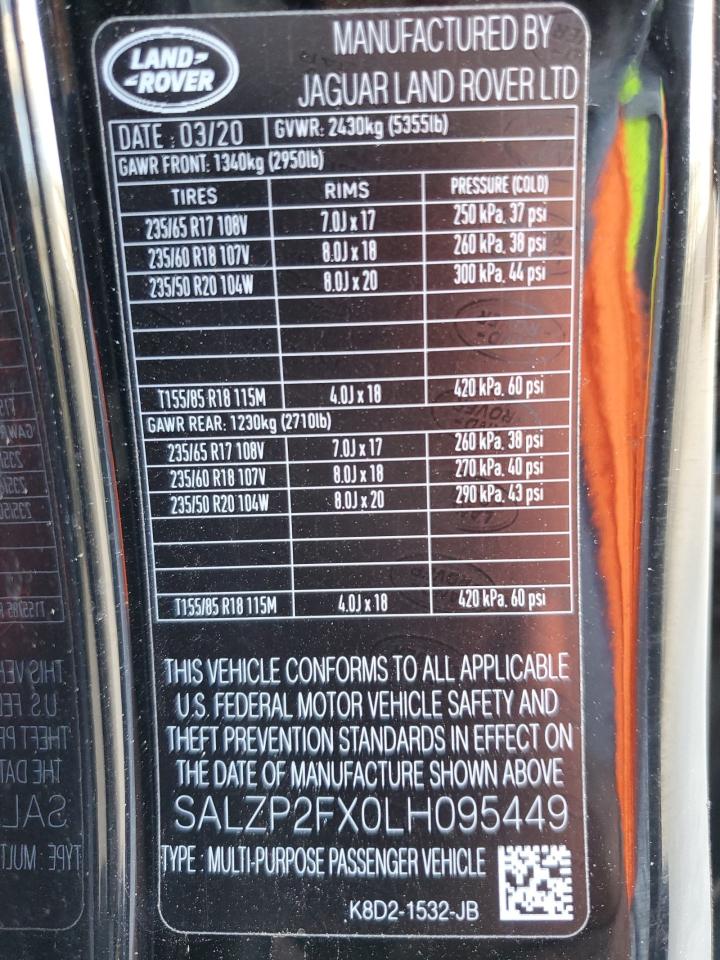 LAND-
-ROVER
MANUFACTURED BY
JAGUAR LAND ROVER LTD
DATE : 03/20 GVWR: 2430kg (5355lb)
GAWR FRONT: 1340kg (2950lb)
TIRES RIMS PRESSURE (COLD)
235/65 R17 108V 7.0J x 17 250 kPa, 37 psi
235/60 R18 107V 8.0J x 18 260 kPa, 38 psi
235/50 R20 104W 8.0J x 20 300 kPa, 44 psi
T155/85 R18 115M 4.0J x 18 420 kPa, 60 psi
GAWR REAR: 1230kg (2710lb)
235/65 R17 108V 7.0J x 17 260 kPa, 38 psi
235/60 R18 107V 8.0J x 18 270 kPa, 40 psi
235/50 R20 104W 8.0J x 20 290 kPa, 43 psi
T155/85 R18 115M 4.0J x 18 420 kPa, 60 psi
THIS VEHICLE CONFORMS TO ALL APPLICABLE
U.S. FEDERAL MOTOR VEHICLE SAFETY AND
THEFT PREVENTION STANDARDS IN EFFECT ON
THE DATE OF MANUFACTURE SHOWN ABOVE
SALZP2FX0LH095449
TYPE : MULTI-PURPOSE PASSENGER VEHICLE
K8D2-1532-JB